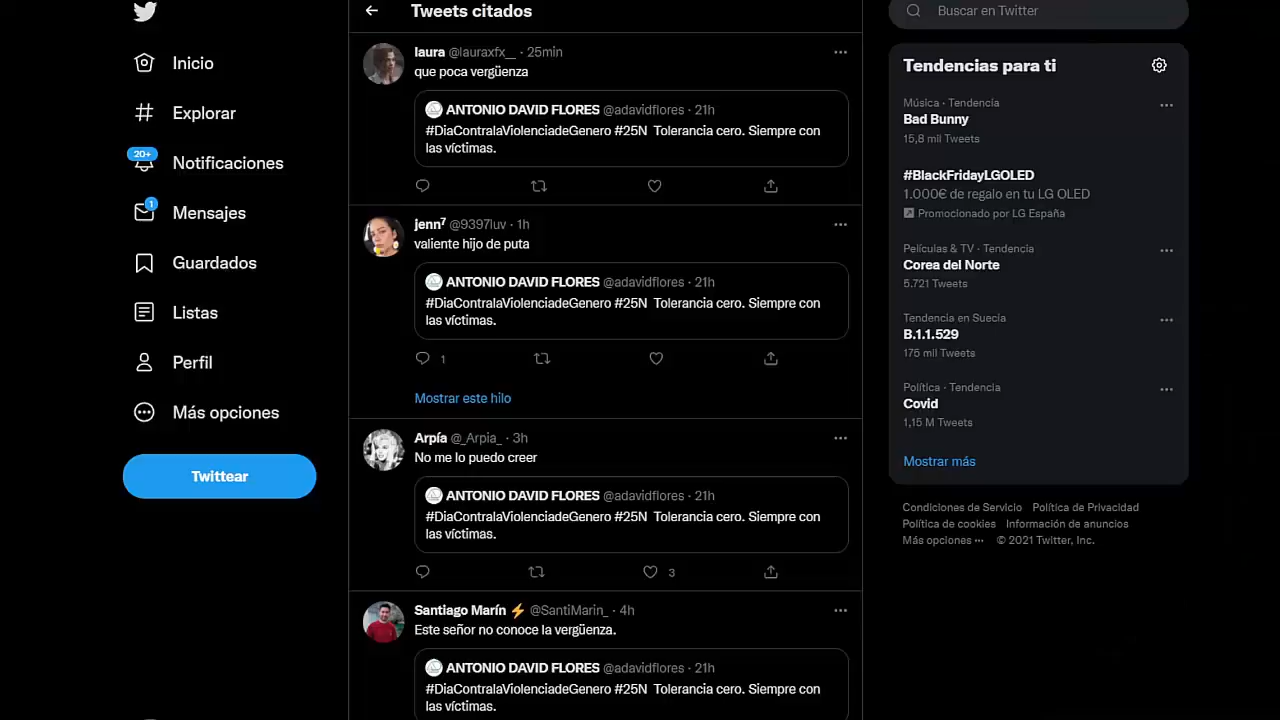 Inicio
Explorar
20+
Notificaciones
1
Mensajes
Guardados
Listas
Perfil
Más opciones
Twittear
Tweets citados
laura @lauraxfx__ · 25min
que poca vergüenza
ANTONIO DAVID FLORES @adavidflores · 21h
#DiaContralaViolenciadeGenero #25N Tolerancia cero. Siempre con
las víctimas.
jenn⁷ @9397luv · 1h
valiente hijo de puta
ANTONIO DAVID FLORES @adavidflores · 21h
#DiaContralaViolenciadeGenero #25N Tolerancia cero. Siempre con
las víctimas.
1
Mostrar este hilo
Arpía @_Arpia_ · 3h
No me lo puedo creer
ANTONIO DAVID FLORES @adavidflores · 21h
#DiaContralaViolenciadeGenero #25N Tolerancia cero. Siempre con
las víctimas.
3
Santiago Marín ⚡ @SantiMarin_ · 4h
Este señor no conoce la vergüenza.
ANTONIO DAVID FLORES @adavidflores · 21h
#DiaContralaViolenciadeGenero #25N Tolerancia cero. Siempre con
las víctimas.
Buscar en Twitter
Tendencias para ti
Música · Tendencia
Bad Bunny
15,8 mil Tweets
#BlackFridayLGOLED
1.000€ de regalo en tu LG OLED
Promocionado por LG España
Películas & TV · Tendencia
Corea del Norte
5.721 Tweets
Tendencia en Suecia
B.1.1.529
175 mil Tweets
Política · Tendencia
Covid
1,15 M Tweets
Mostrar más
Condiciones de Servicio Política de Privacidad
Política de cookies Información de anuncios
Más opciones ··· © 2021 Twitter, Inc.